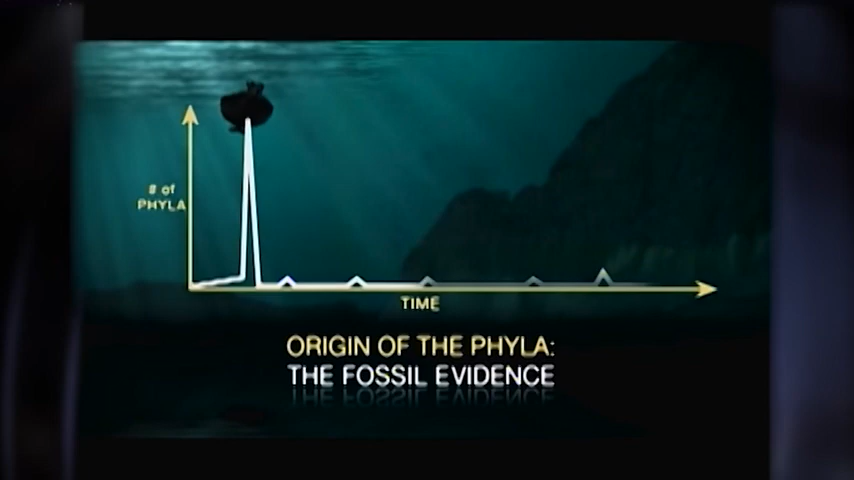 # of
PHYLA
TIME
ORIGIN OF THE PHYLA:
THE FOSSIL EVIDENCE